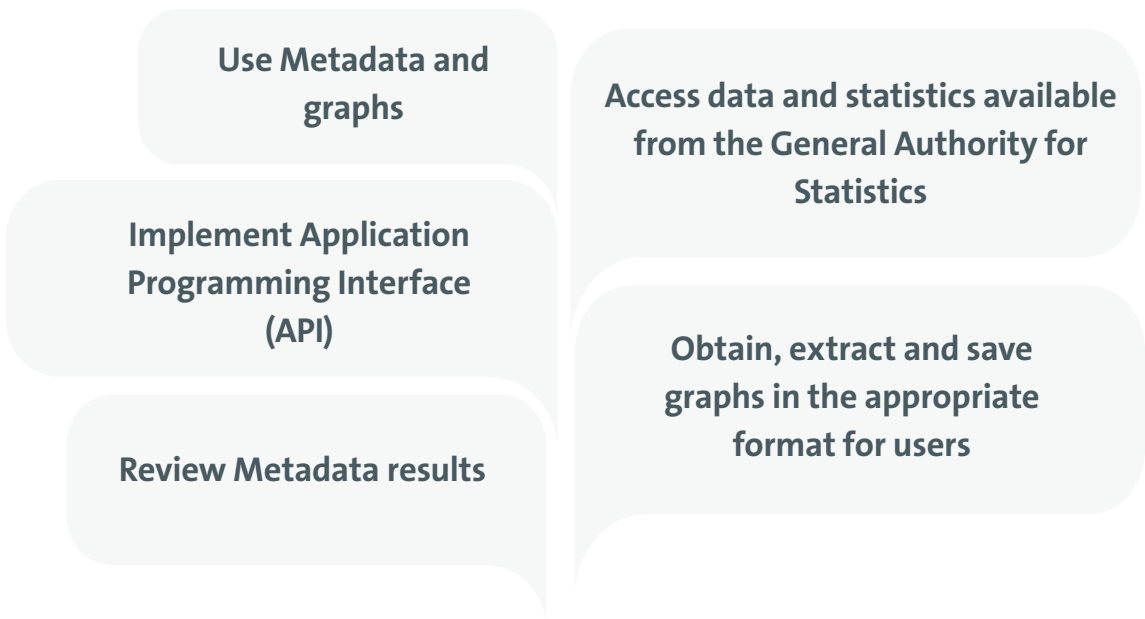 Use Metadata and
graphs
Access data and statistics available
from the General Authority for
Statistics
Implement Application
Programming Interface
(API)
Obtain, extract and save
graphs in the appropriate
format for users
Review Metadata results